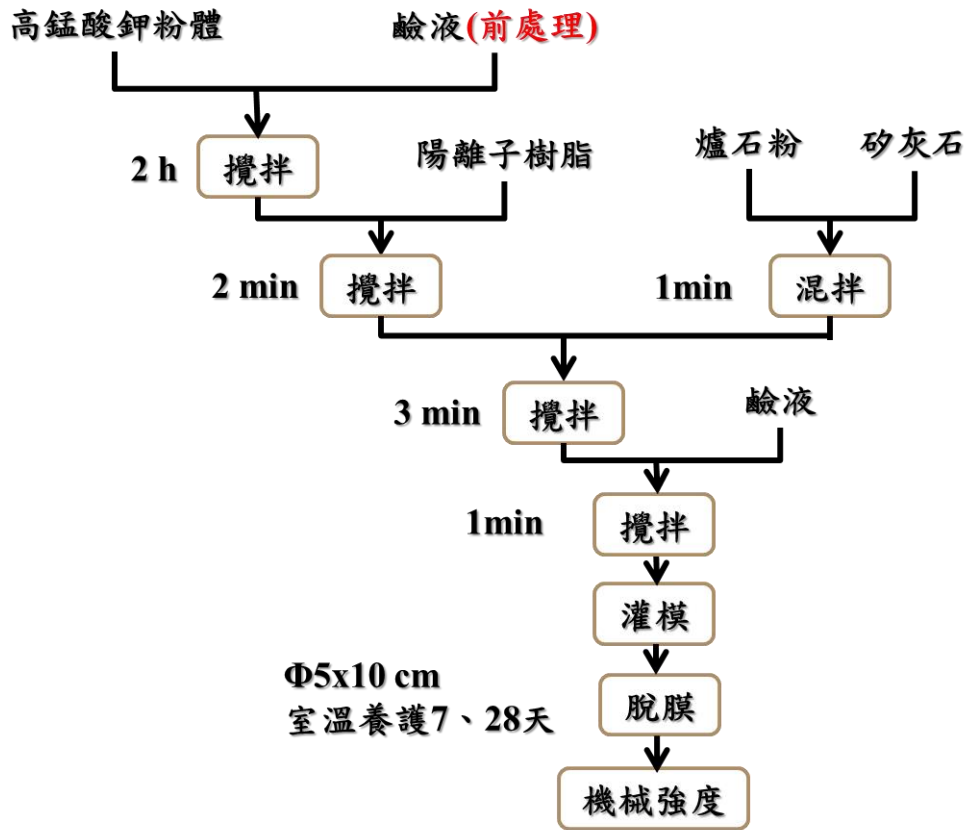 高錳酸鉀粉體
鹼液(前處理)
2 h
攪拌
陽離子樹脂
爐石粉
矽灰石
2 min
攪拌
1min
混拌
3 min
攪拌
鹼液
1min
攪拌
灌模
Φ5x10 cm
室溫養護7、28天
脫膜
機械強度